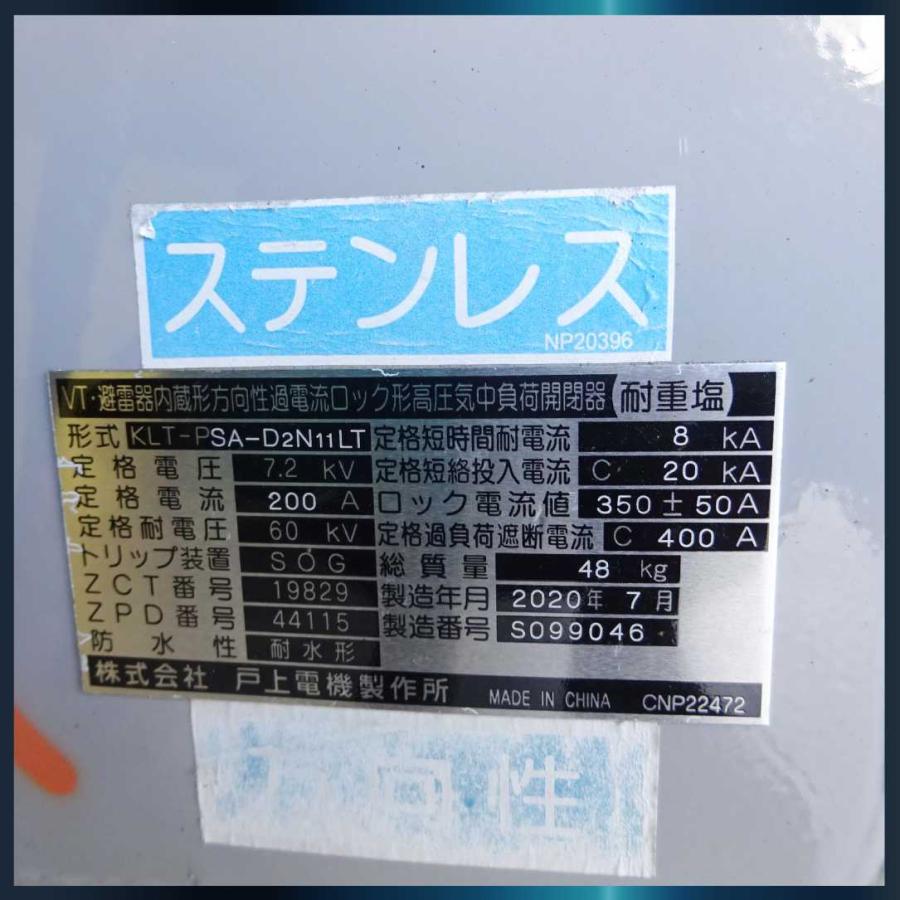 ステンレス
NP20396
VT・避雷器内蔵形方向性過電流ロック形高圧気中負荷開閉器 耐重塩
形式 KLT-PSA-D2N11LT 定格短時間耐電流 8 kA
定格電圧 7.2 kV 定格短絡投入電流 C 20 kA
定格電流 200 A ロック電流値 350±50A
定格耐電圧 60 kV 定格過負荷遮断電流 C 400 A
トリップ装置 SOG 総質量 48 kg
ZCT番号 19829 製造年月 2020年 7月
ZPD番号 44115 製造番号 S099046
防水性 耐水形
株式会社 戸上電機製作所 MADE IN CHINA CNP22472
方向性